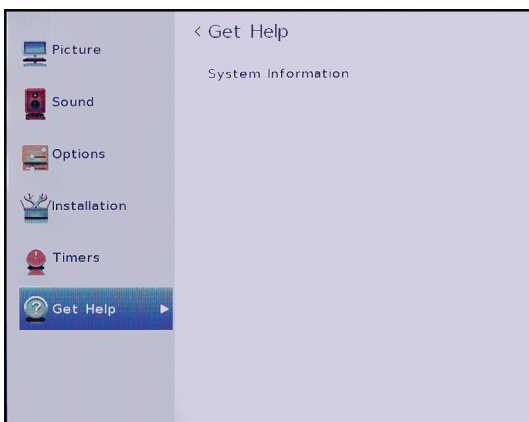 Picture
Sound
Options
Installation
Timers
Get Help
< Get Help
System Information